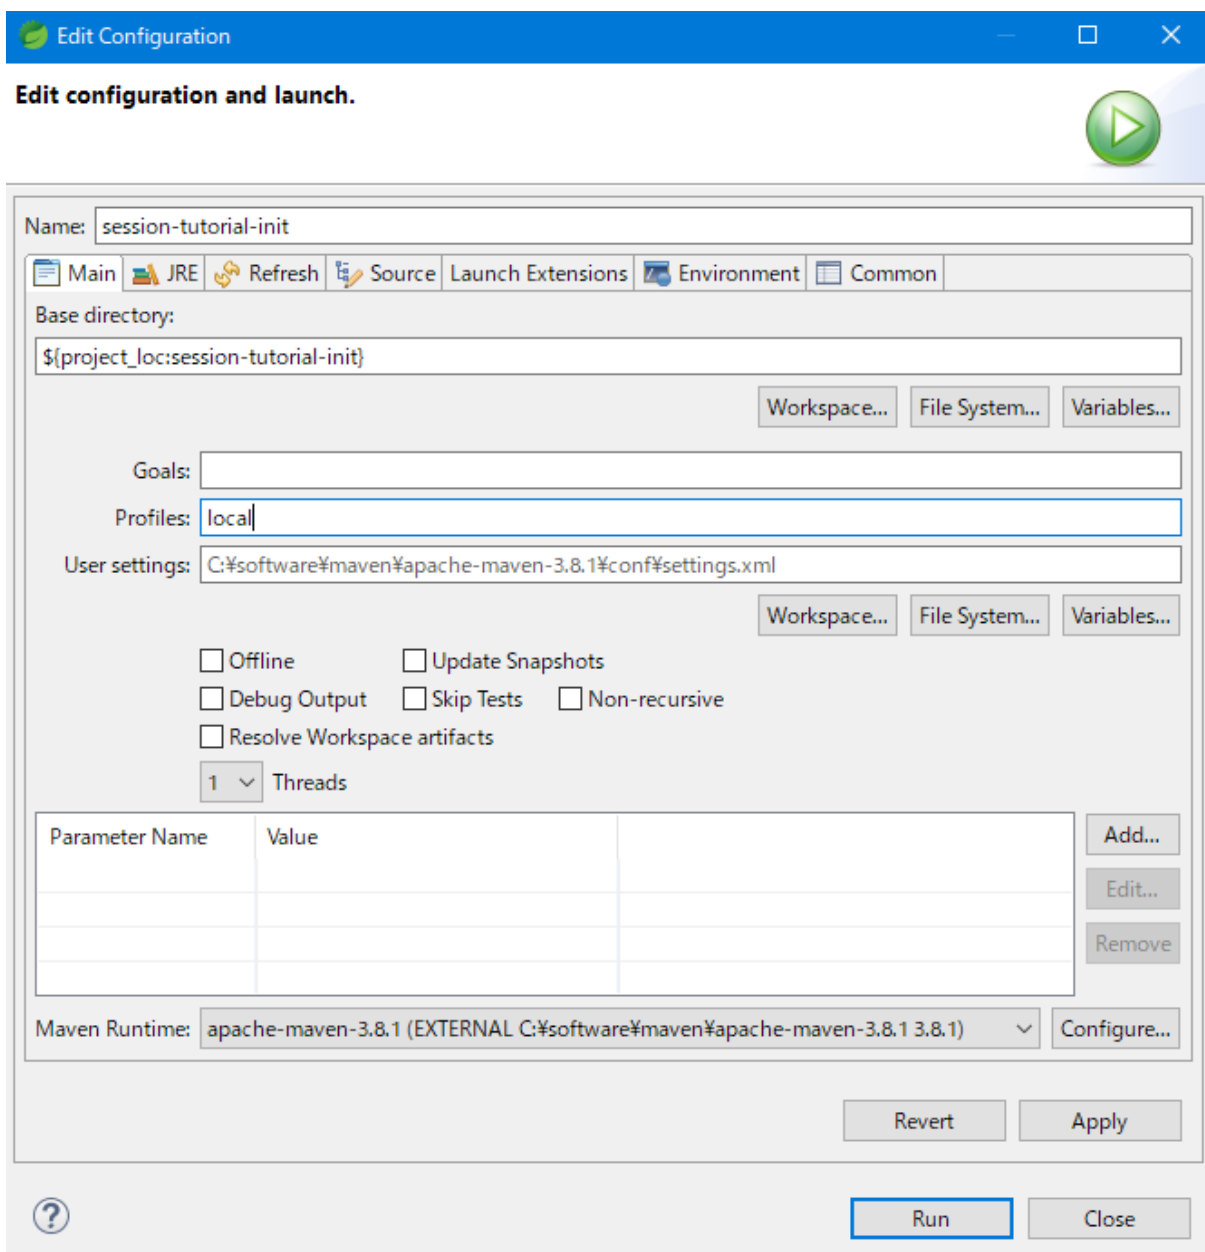 Edit Configuration
Edit configuration and launch.
Name: session-tutorial-init
Main JRE Refresh Source Launch Extensions Environment Common
Base directory:
${project_loc:session-tutorial-init}
Workspace... File System... Variables...
Goals:
Profiles: local
User settings: C:¥software¥maven¥apache-maven-3.8.1¥conf¥settings.xml
Workspace... File System... Variables...
Offline Update Snapshots
Debug Output Skip Tests Non-recursive
Resolve Workspace artifacts
1 Threads
Parameter Name Value Add...
Edit...
Remove
Maven Runtime: apache-maven-3.8.1 (EXTERNAL C:¥software¥maven¥apache-maven-3.8.1 3.8.1) Configure...
Revert Apply
? Run Close